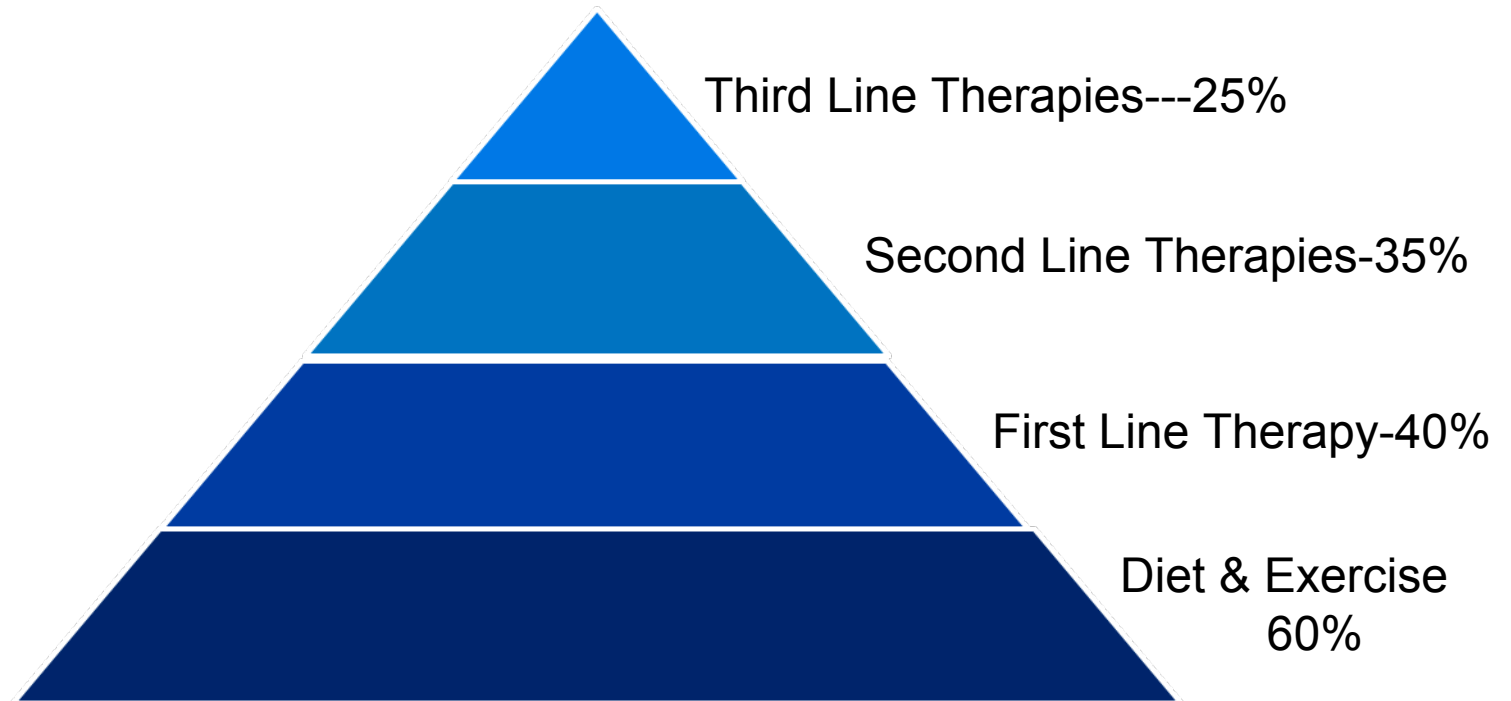 Third Line Therapies---25%
Second Line Therapies-35%
First Line Therapy-40%
Diet & Exercise
60%